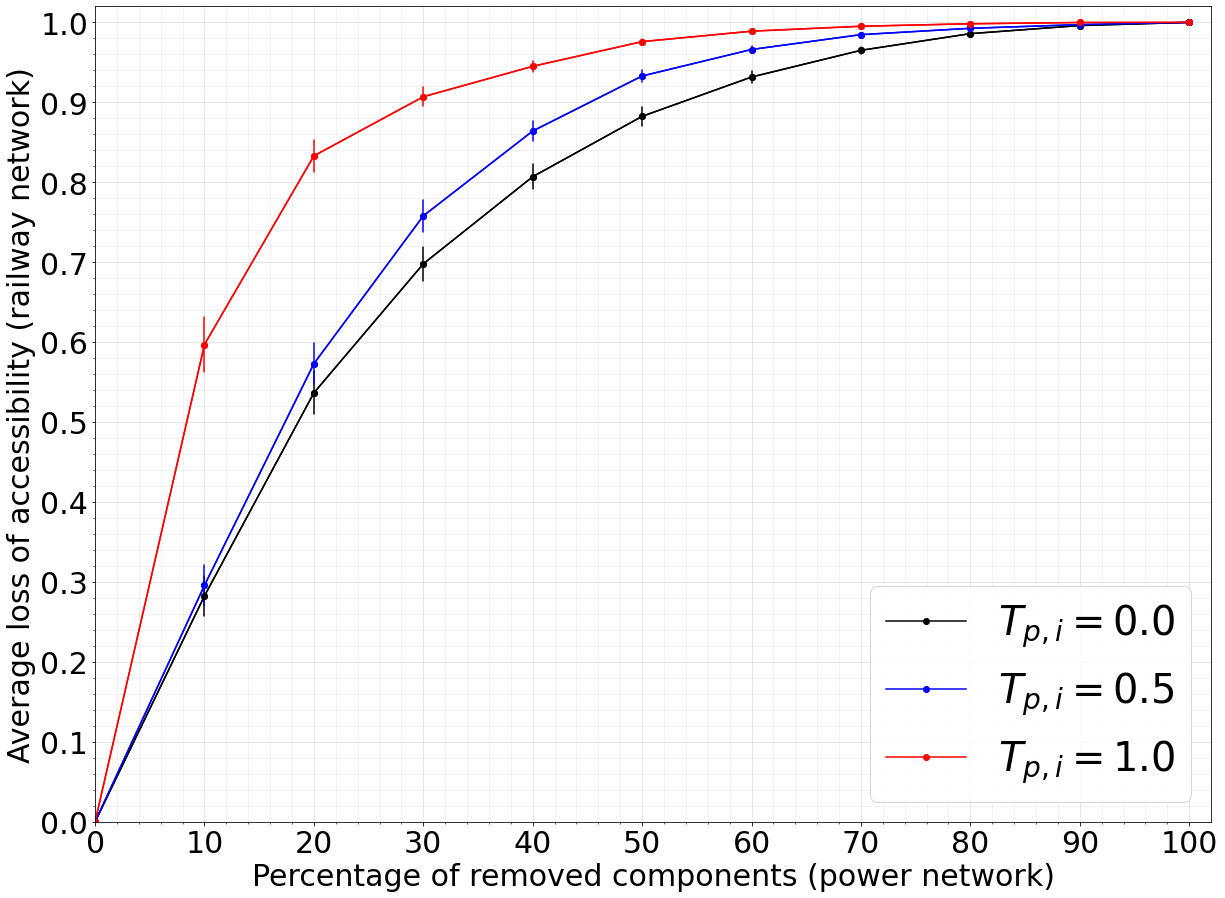 Average loss of accessibility (railway network)
1.0
0.9
0.8
0.7
0.6
0.5
0.4
0.3
0.2
0.1
0.0
0 10 20 30 40 50 60 70 80 90 100
Percentage of removed components (power network)
T_{p,i} = 0.0
T_{p,i} = 0.5
T_{p,i} = 1.0